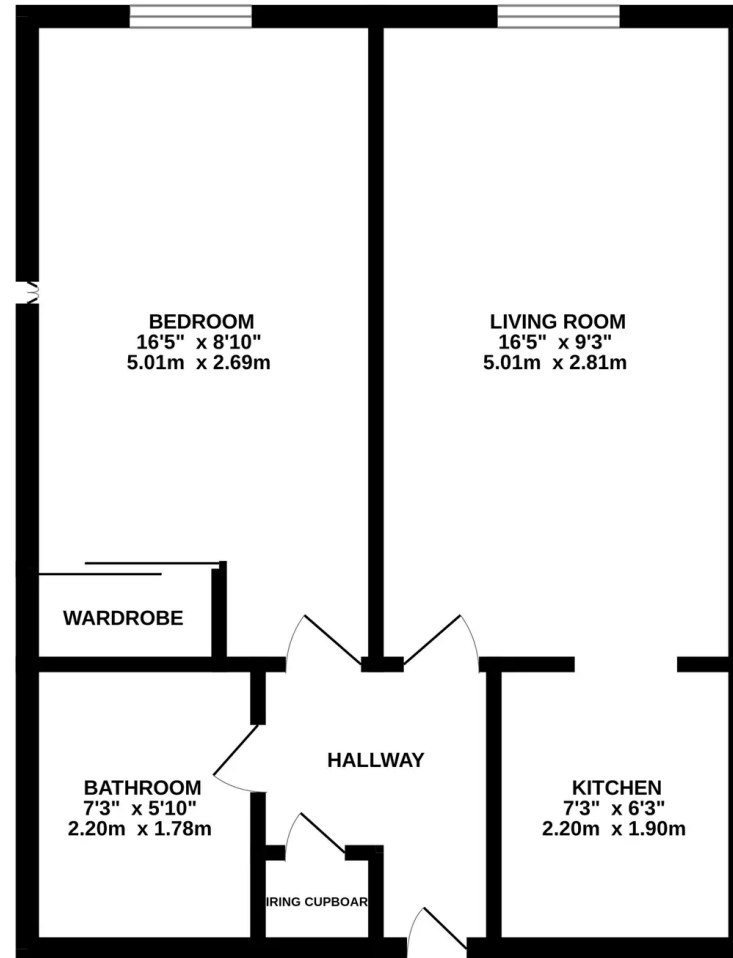 BEDROOM
16'5" x 8'10"
5.01m x 2.69m
LIVING ROOM
16'5" x 9'3"
5.01m x 2.81m
WARDROBE
HALLWAY
BATHROOM
7'3" x 5'10"
2.20m x 1.78m
KITCHEN
7'3" x 6'3"
2.20m x 1.90m
IRING CUPBOAR